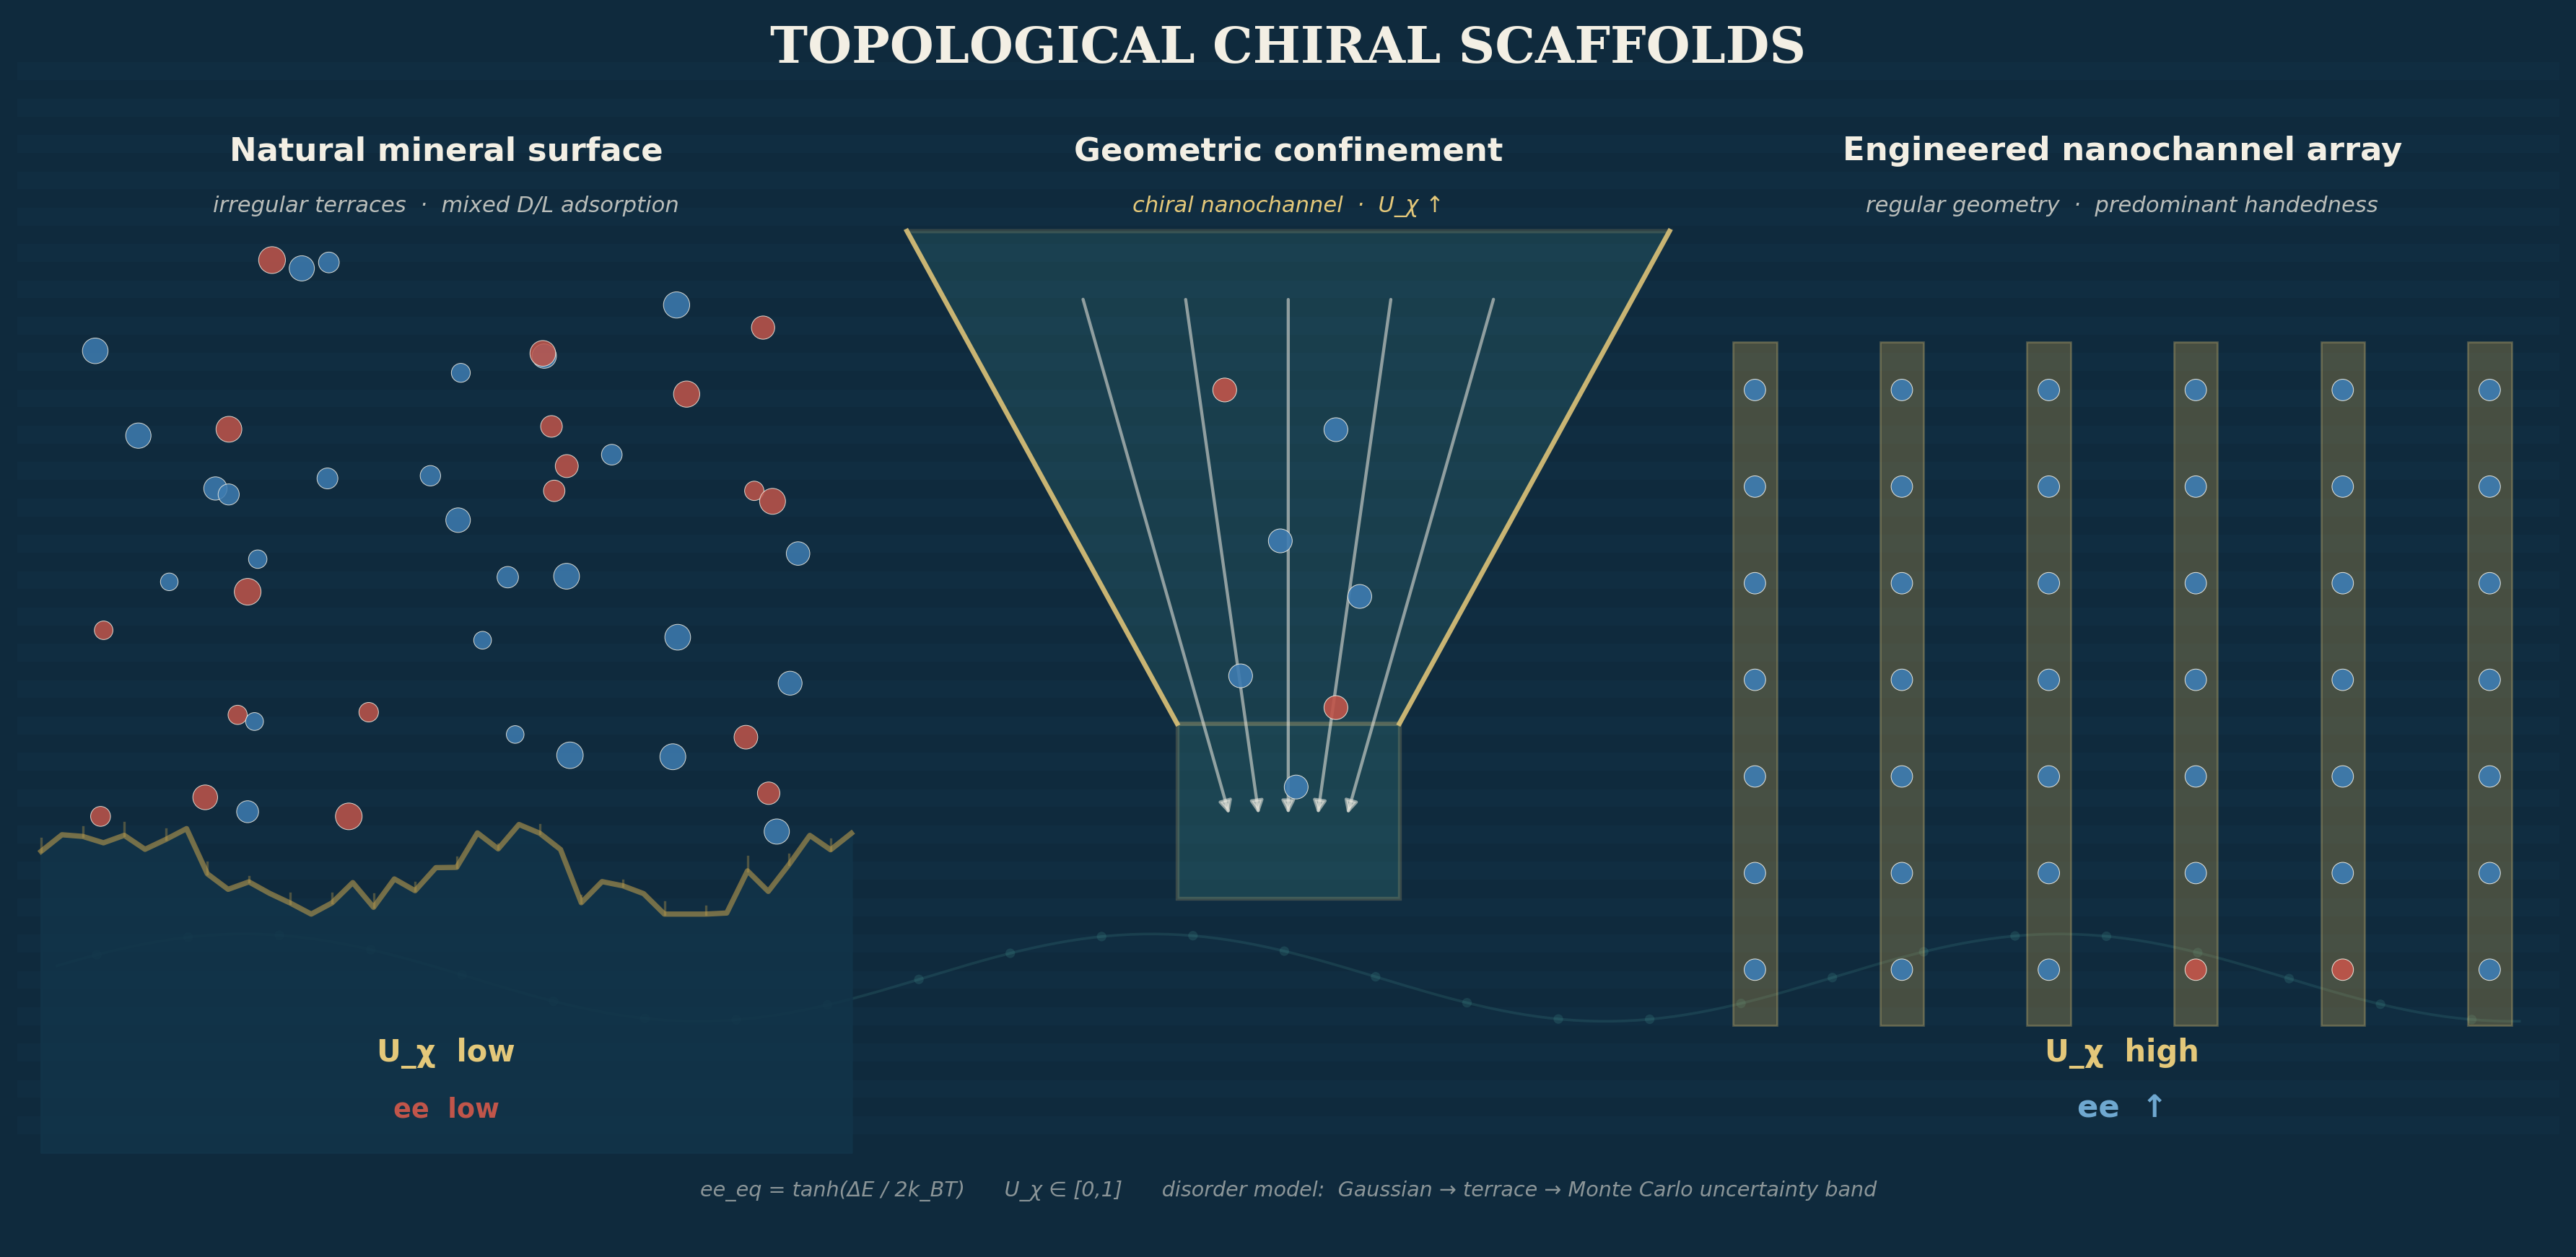 TOPOLOGICAL CHIRAL SCAFFOLDS
Natural mineral surface
irregular terraces · mixed D/L adsorption
Geometric confinement
chiral nanochannel · U_χ ↑
Engineered nanochannel array
regular geometry · predominant handedness
U_χ low
ee low
U_χ high
ee ↑
ee_eq = tanh(ΔE / 2k_BT) U_χ ∈ [0,1] disorder model: Gaussian → terrace → Monte Carlo uncertainty band